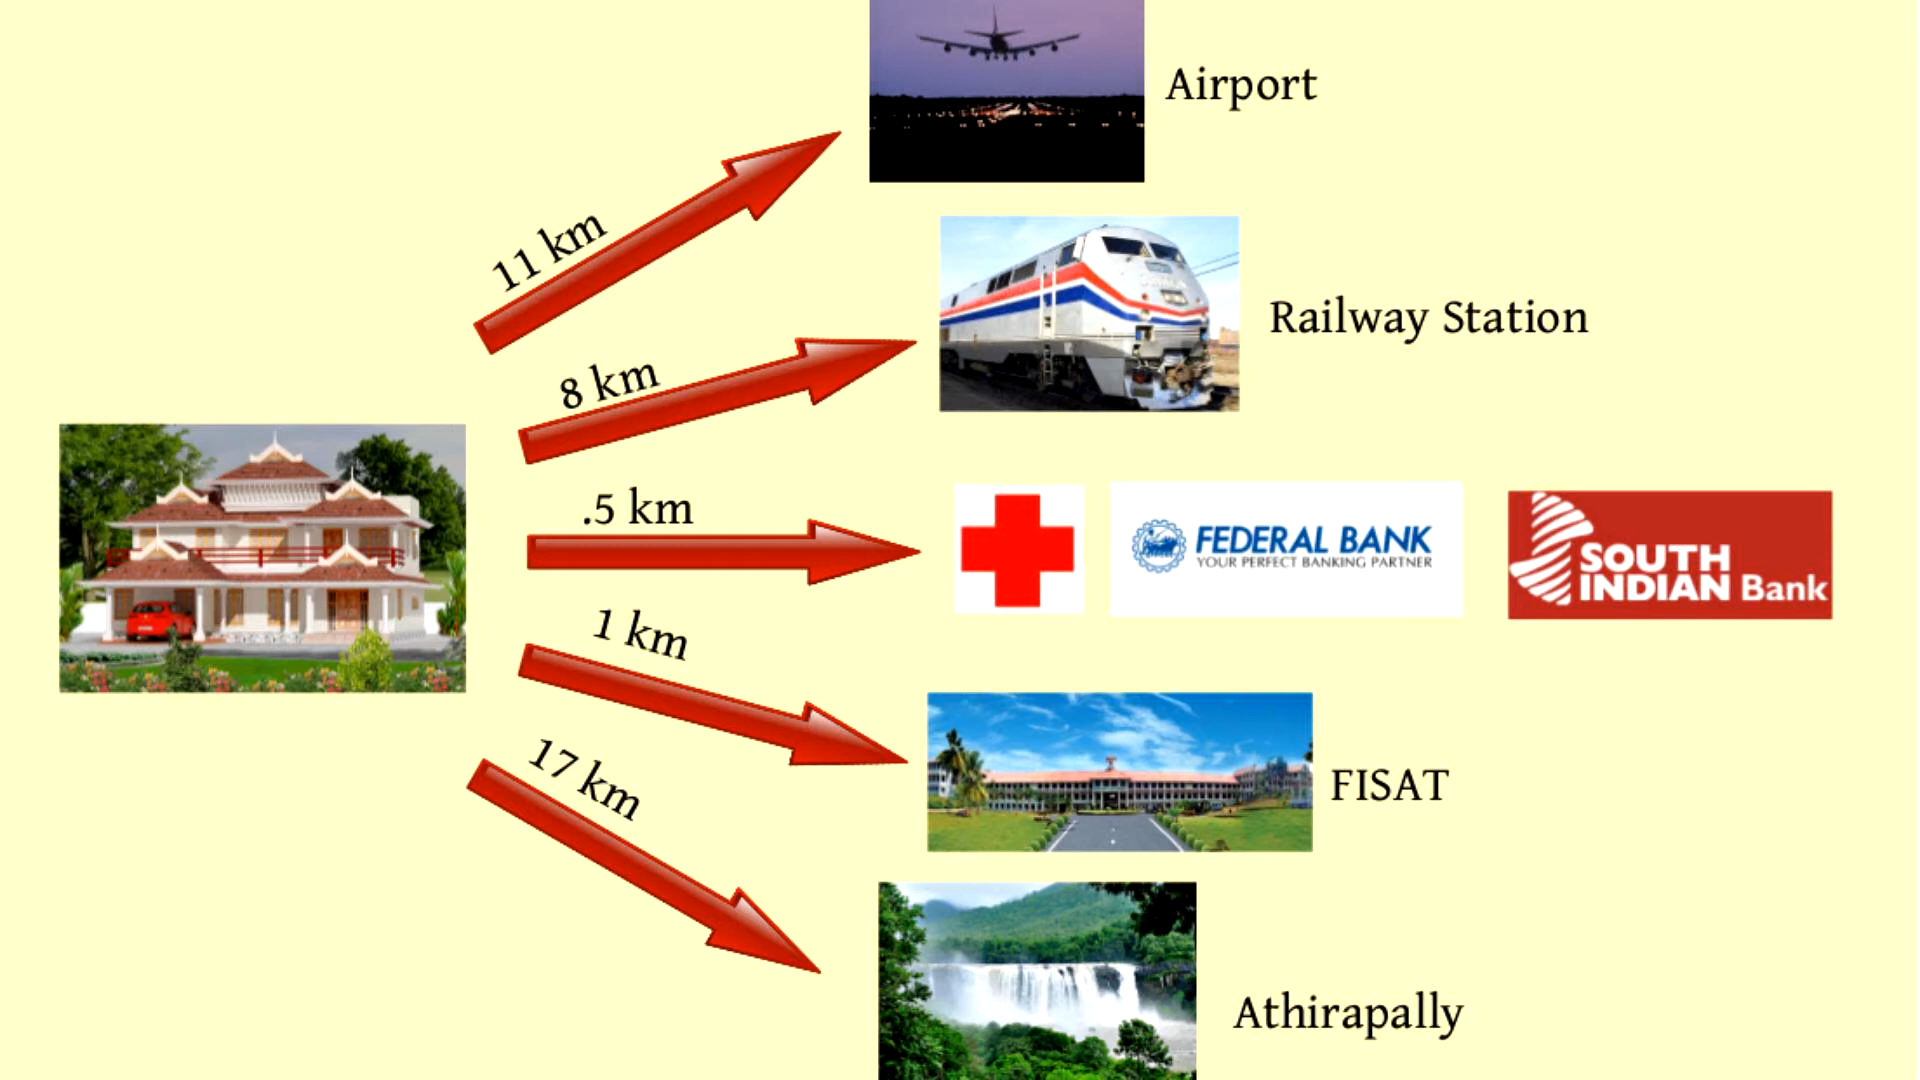 Airport
11 km
Railway Station
8 km
.5 km
FEDERAL BANK
YOUR PERFECT BANKING PARTNER
SOUTH
INDIAN Bank
1 km
FISAT
17 km
Athirapally